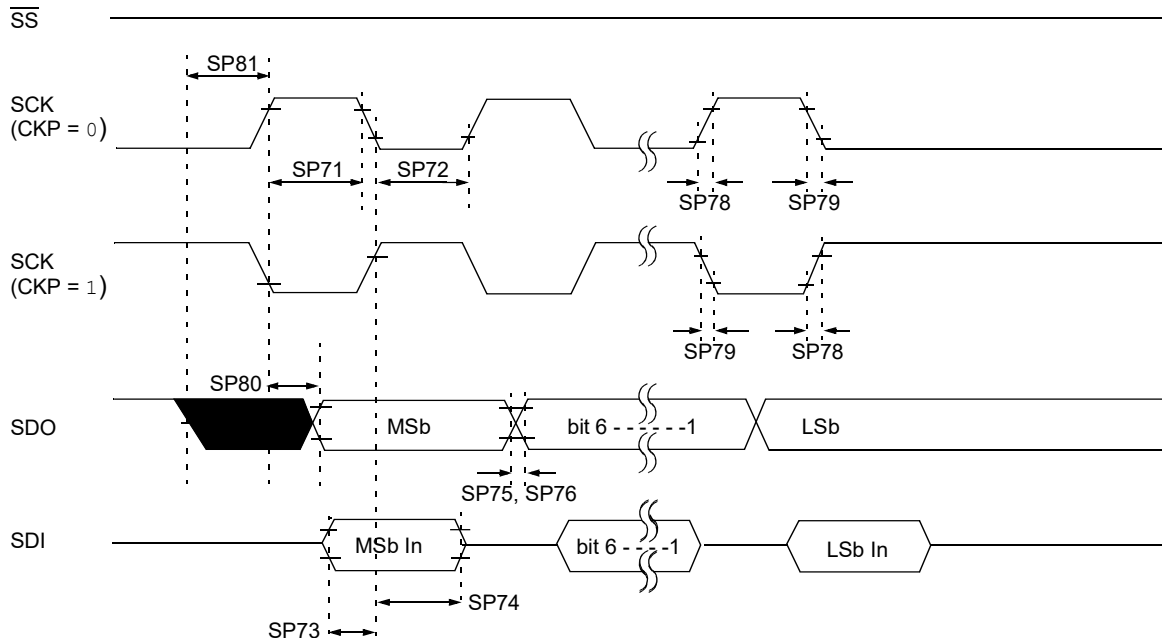 SS
SP81
SCK
(CKP = 0)
SP71
SP72
SP78
SP79
SCK
(CKP = 1)
SP79
SP78
SP80
SDO
MSb
bit 6 - - - - - - -1
LSb
SP75, SP76
SDI
MSb In
bit 6 - - - - -1
LSb In
SP74
SP73